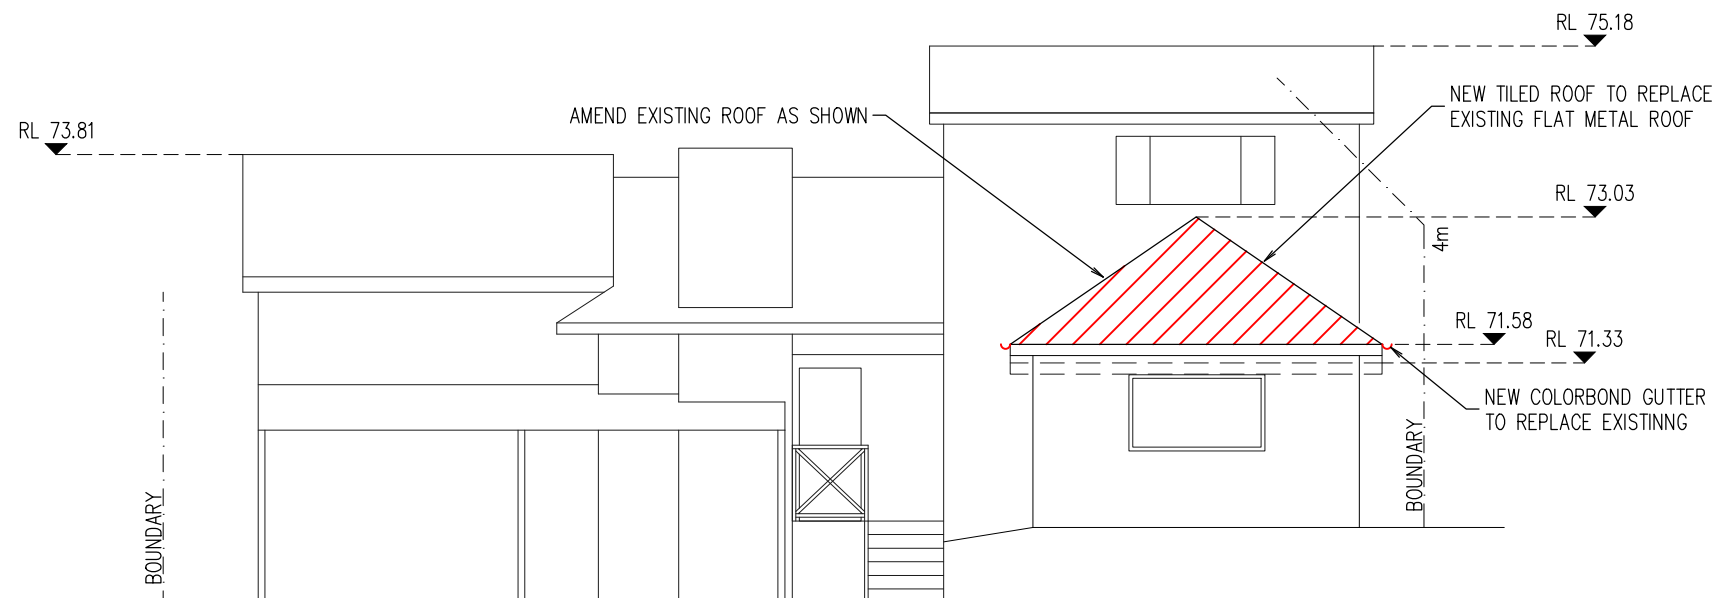 RL 75.18
NEW TILED ROOF TO REPLACE
EXISTING FLAT METAL ROOF
AMEND EXISTING ROOF AS SHOWN
RL 73.81
RL 73.03
4m
RL 71.58
RL 71.33
NEW COLORBOND GUTTER
TO REPLACE EXISTINNG
BOUNDARY
BOUNDARY